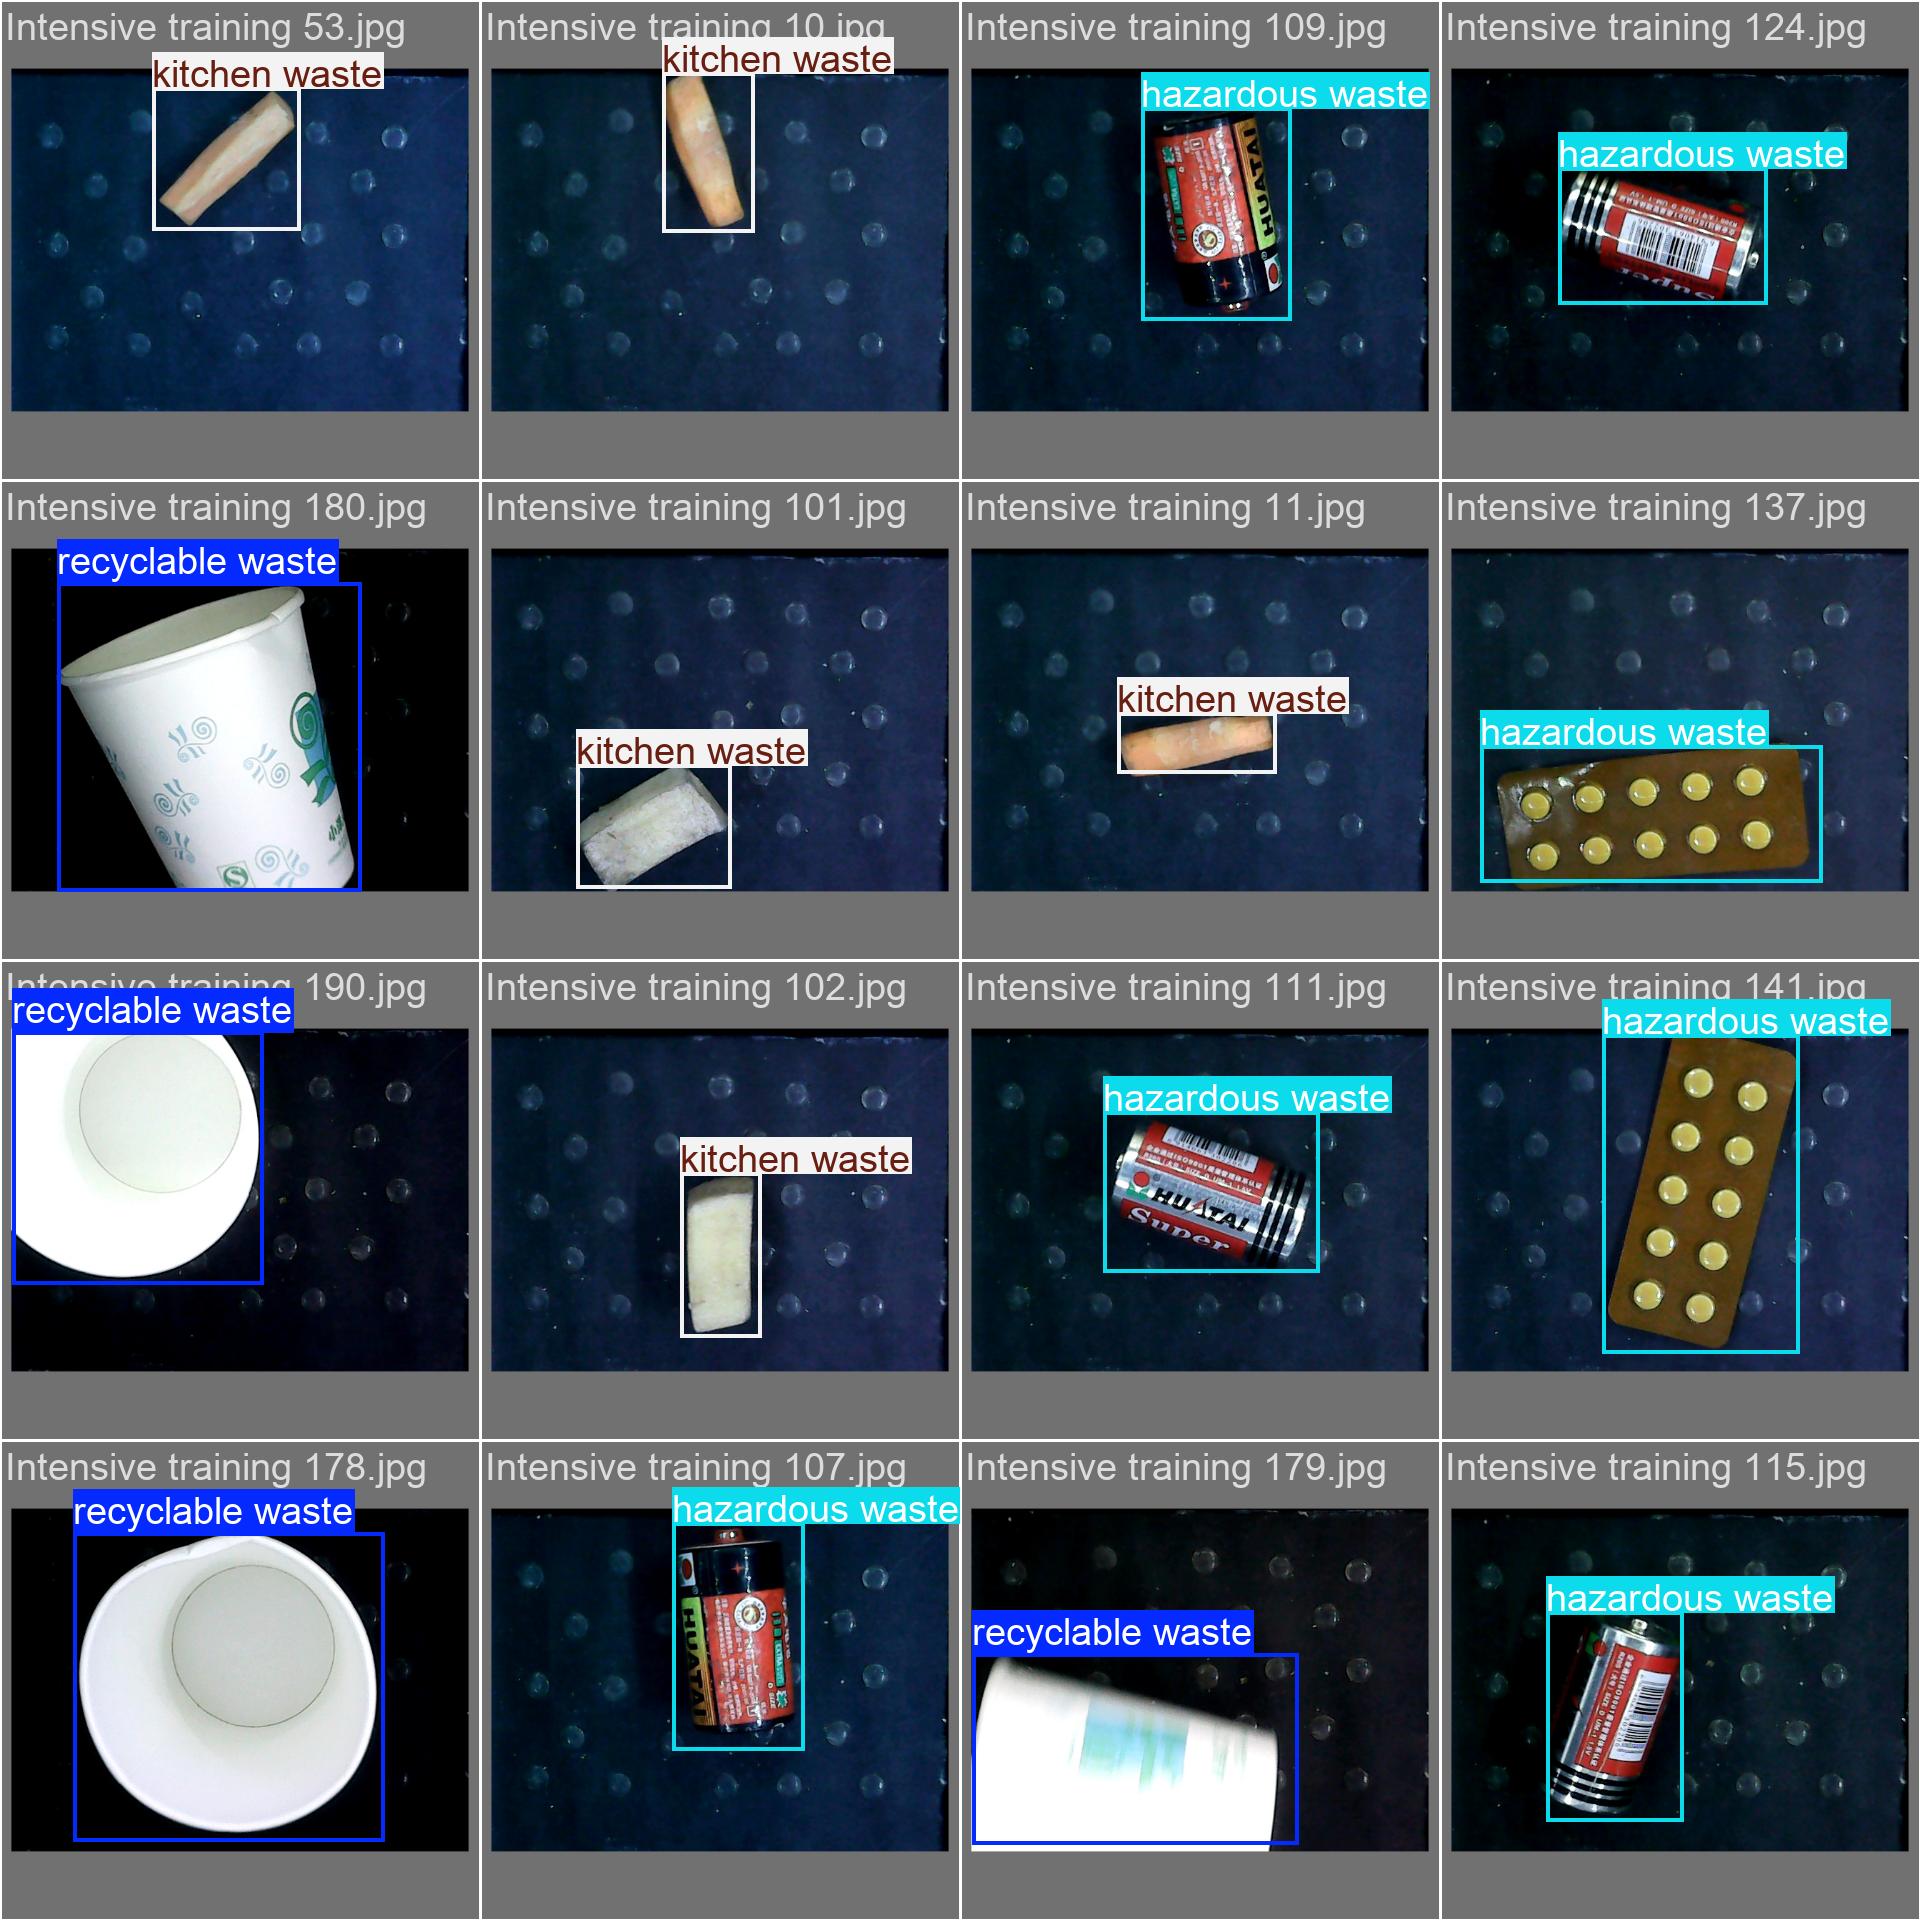 Intensive training 53.jpg
kitchen waste
Intensive training 10.jpg
kitchen waste
Intensive training 109.jpg
hazardous waste
HUATAI
Intensive training 124.jpg
hazardous waste
Super
Intensive training 180.jpg
recyclable waste
Intensive training 101.jpg
kitchen waste
Intensive training 11.jpg
kitchen waste
Intensive training 137.jpg
hazardous waste
Intensive training 190.jpg
recyclable waste
Intensive training 102.jpg
kitchen waste
Intensive training 111.jpg
hazardous waste
HUATAI
Super
Intensive training 141.jpg
hazardous waste
Intensive training 178.jpg
recyclable waste
Intensive training 107.jpg
hazardous waste
HUATAI
Intensive training 179.jpg
recyclable waste
Intensive training 115.jpg
hazardous waste